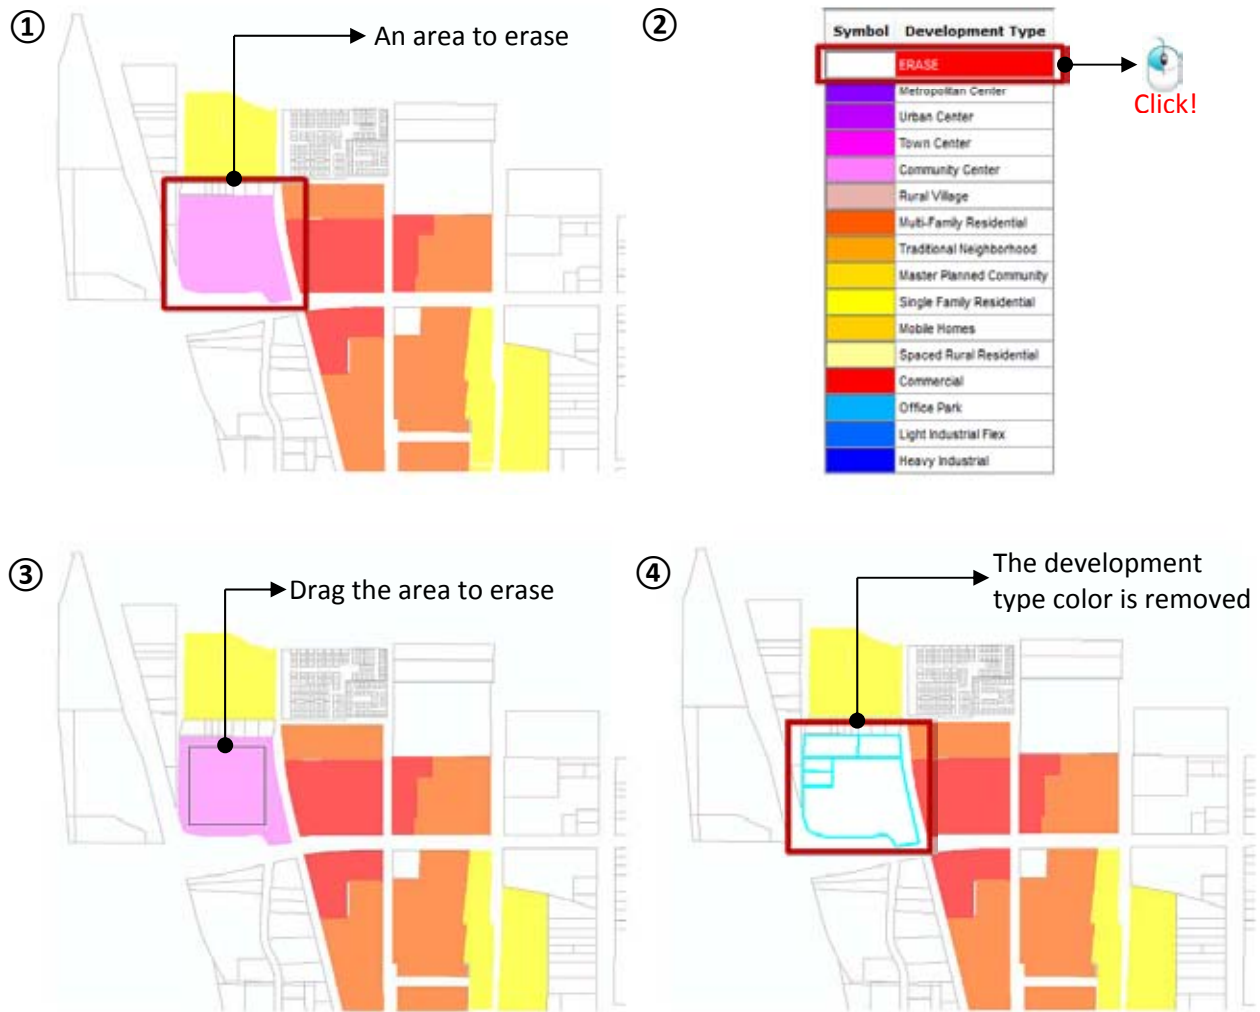 ①
An area to erase
②
Symbol Development Type
ERASE
Metropolitan Center
Urban Center
Town Center
Community Center
Rural Village
Multi-Family Residential
Traditional Neighborhood
Master Planned Community
Single Family Residential
Mobile Homes
Spaced Rural Residential
Commercial
Office Park
Light Industrial Flex
Heavy Industrial
Click!
③
Drag the area to erase
④
The development
type color is removed